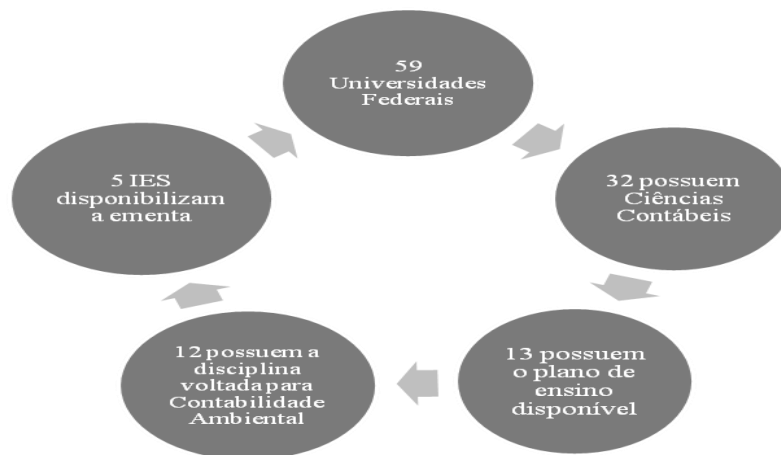 59
Universidades
Federais
32 possuem
Ciências
Contábeis
13 possuem
o plano de
ensino
disponível
12 possuem a
disciplina
voltada para
Contabilidade
Ambiental
5 IES
disponibilizam
a ementa